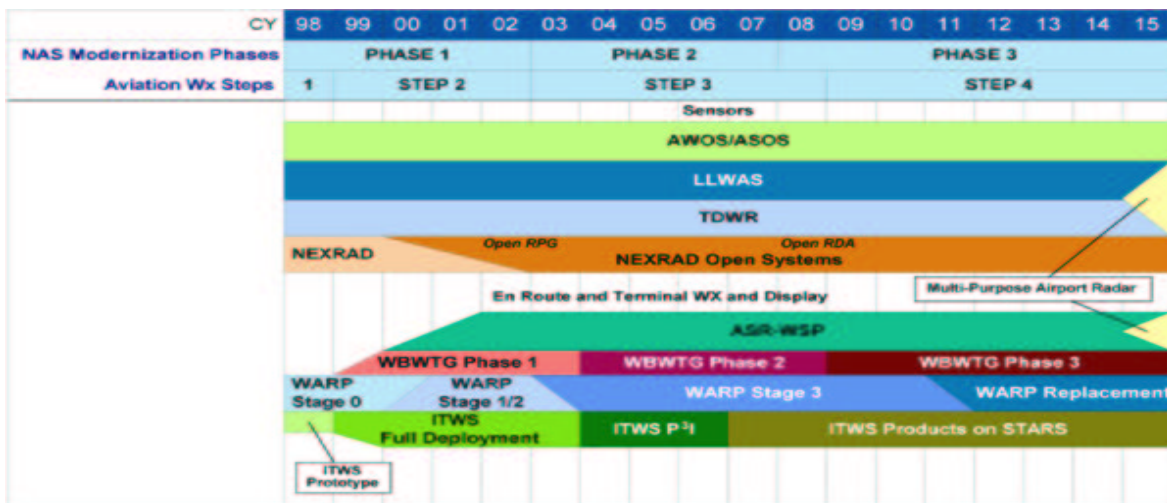 CY 98 99 00 01 02 03 04 05 06 07 08 09 10 11 12 13 14 15
NAS Modernization Phases PHASE 1 PHASE 2 PHASE 3
Aviation Wx Steps 1 STEP 2 STEP 3 STEP 4
Sensors
AWOS/ASOS
LLWAS
TDWR
Open RPG Open RDA
NEXRAD NEXRAD Open Systems
Multi-Purpose Airport Radar
En Route and Terminal WX and Display
ASR-WSP
WBWTG Phase 1 WBWTG Phase 2 WBWTG Phase 3
WARP WARP
Stage 0 Stage 1/2 WARP Stage 3 WARP Replacement
ITWS
Full Deployment ITWS P³I ITWS Products on STARS
ITWS
Prototype